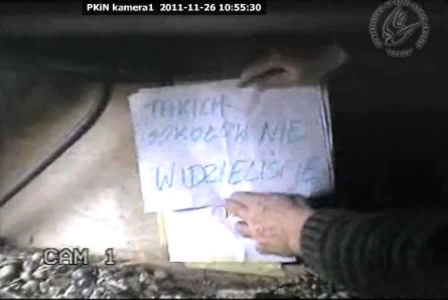 PKiN kamera1 2011-11-26 10:55:30
TAKICH
SOKOŁÓW NIE
WIDZIELIŚCIE
CAM 1